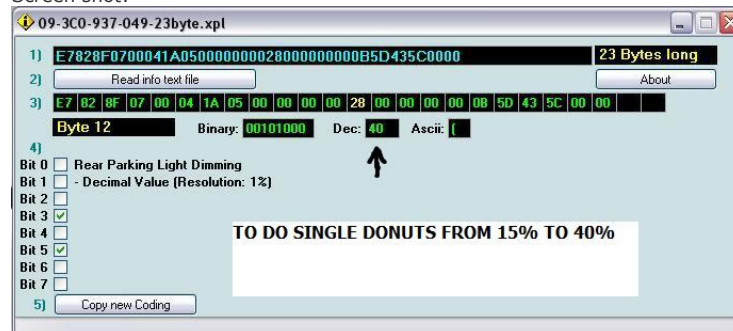 Screen Shot:
09-3C0-937-049-23byte.xpl
1) E7828F0700041A050000000028000000000B5D435C0000 23 Bytes long
2) Read info text file About
3) E7 82 8F 07 00 04 1A 05 00 00 00 00 28 00 00 00 00 0B 5D 43 5C 00 00
Byte 12 Binary: 00101000 Dec: 40 Ascii: (
4)
Bit 0 Rear Parking Light Dimming
Bit 1 - Decimal Value (Resolution: 1%)
Bit 2
Bit 3
Bit 4 TO DO SINGLE DONUTS FROM 15% TO 40%
Bit 5
Bit 6
Bit 7
5) Copy new Coding